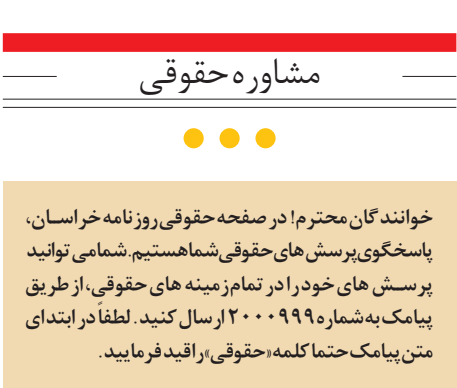 مشاوره حقوقی
خوانندگان محترم! در صفحه حقوقی روزنامه خراسان،
پاسخگوی پرسش های حقوقی شما هستیم. شما می توانید
پرسش های خود را در تمام زمینه های حقوقی، از طریق
پیامک به شماره ۲۰۰۰۹۹۹ ارسال کنید. لطفاً در ابتدای
متن پیامک حتما کلمه «حقوقی» را قید فرمایید.